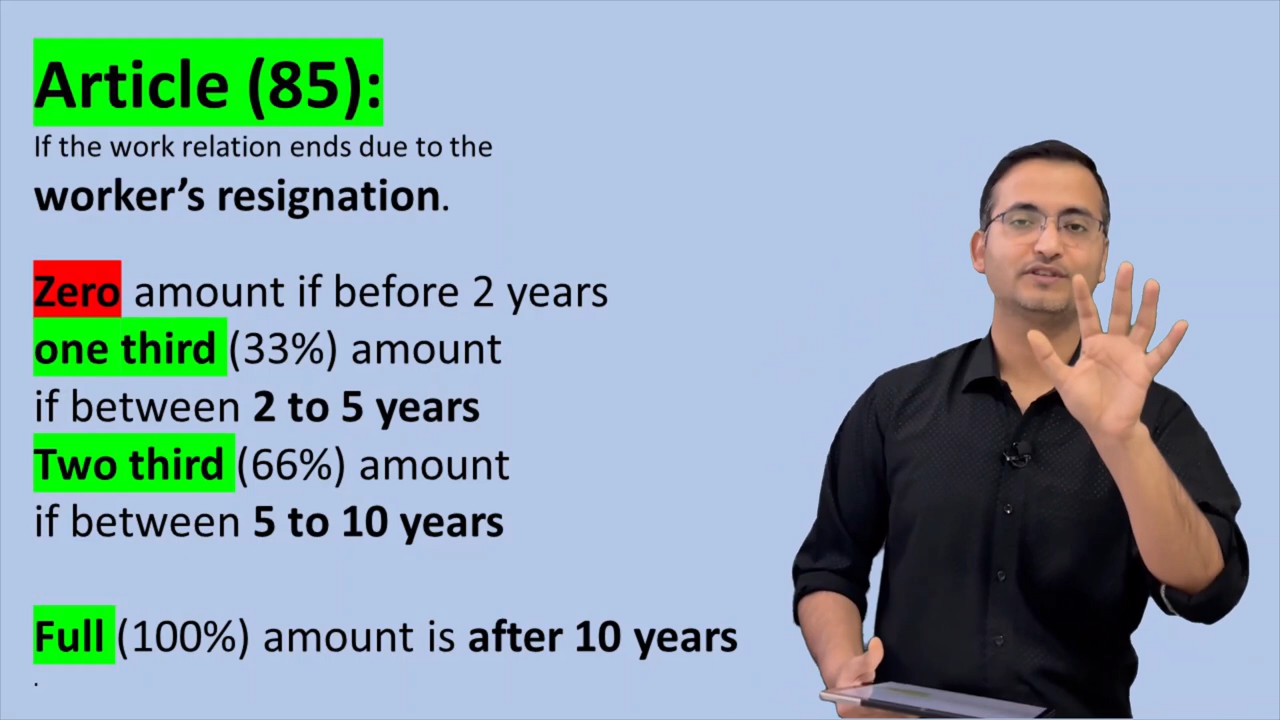 Article (85):
If the work relation ends due to the
worker’s resignation.
Zero amount if before 2 years
one third (33%) amount
if between 2 to 5 years
Two third (66%) amount
if between 5 to 10 years
Full (100%) amount is after 10 years
.